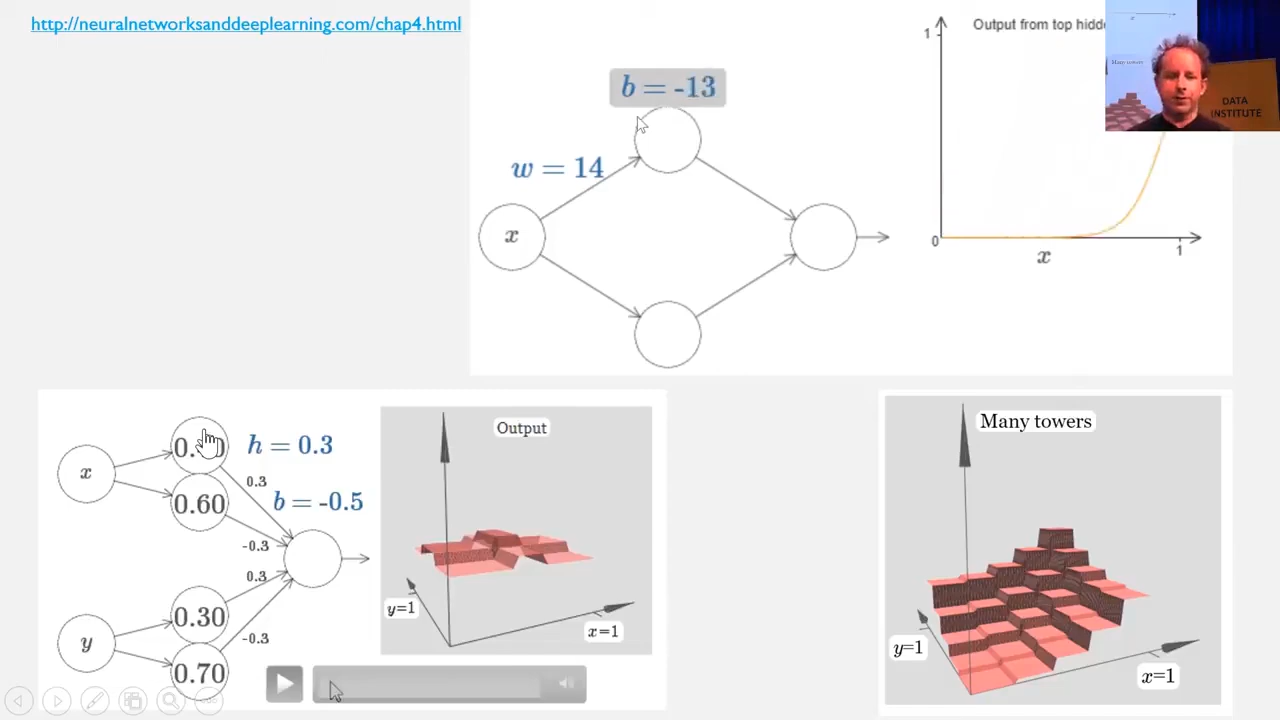 http://neuralnetworksanddeeplearning.com/chap4.html
b = -13
w = 14
x
Output from top
1
0
x
1
Many towers
DATA
INSTITUTE
x
h = 0.3
0.3
0.60
b = -0.5
-0.3
0.3
0.30
y
-0.3
0.70
Output
y=1
x=1
Many towers
y=1
x=1